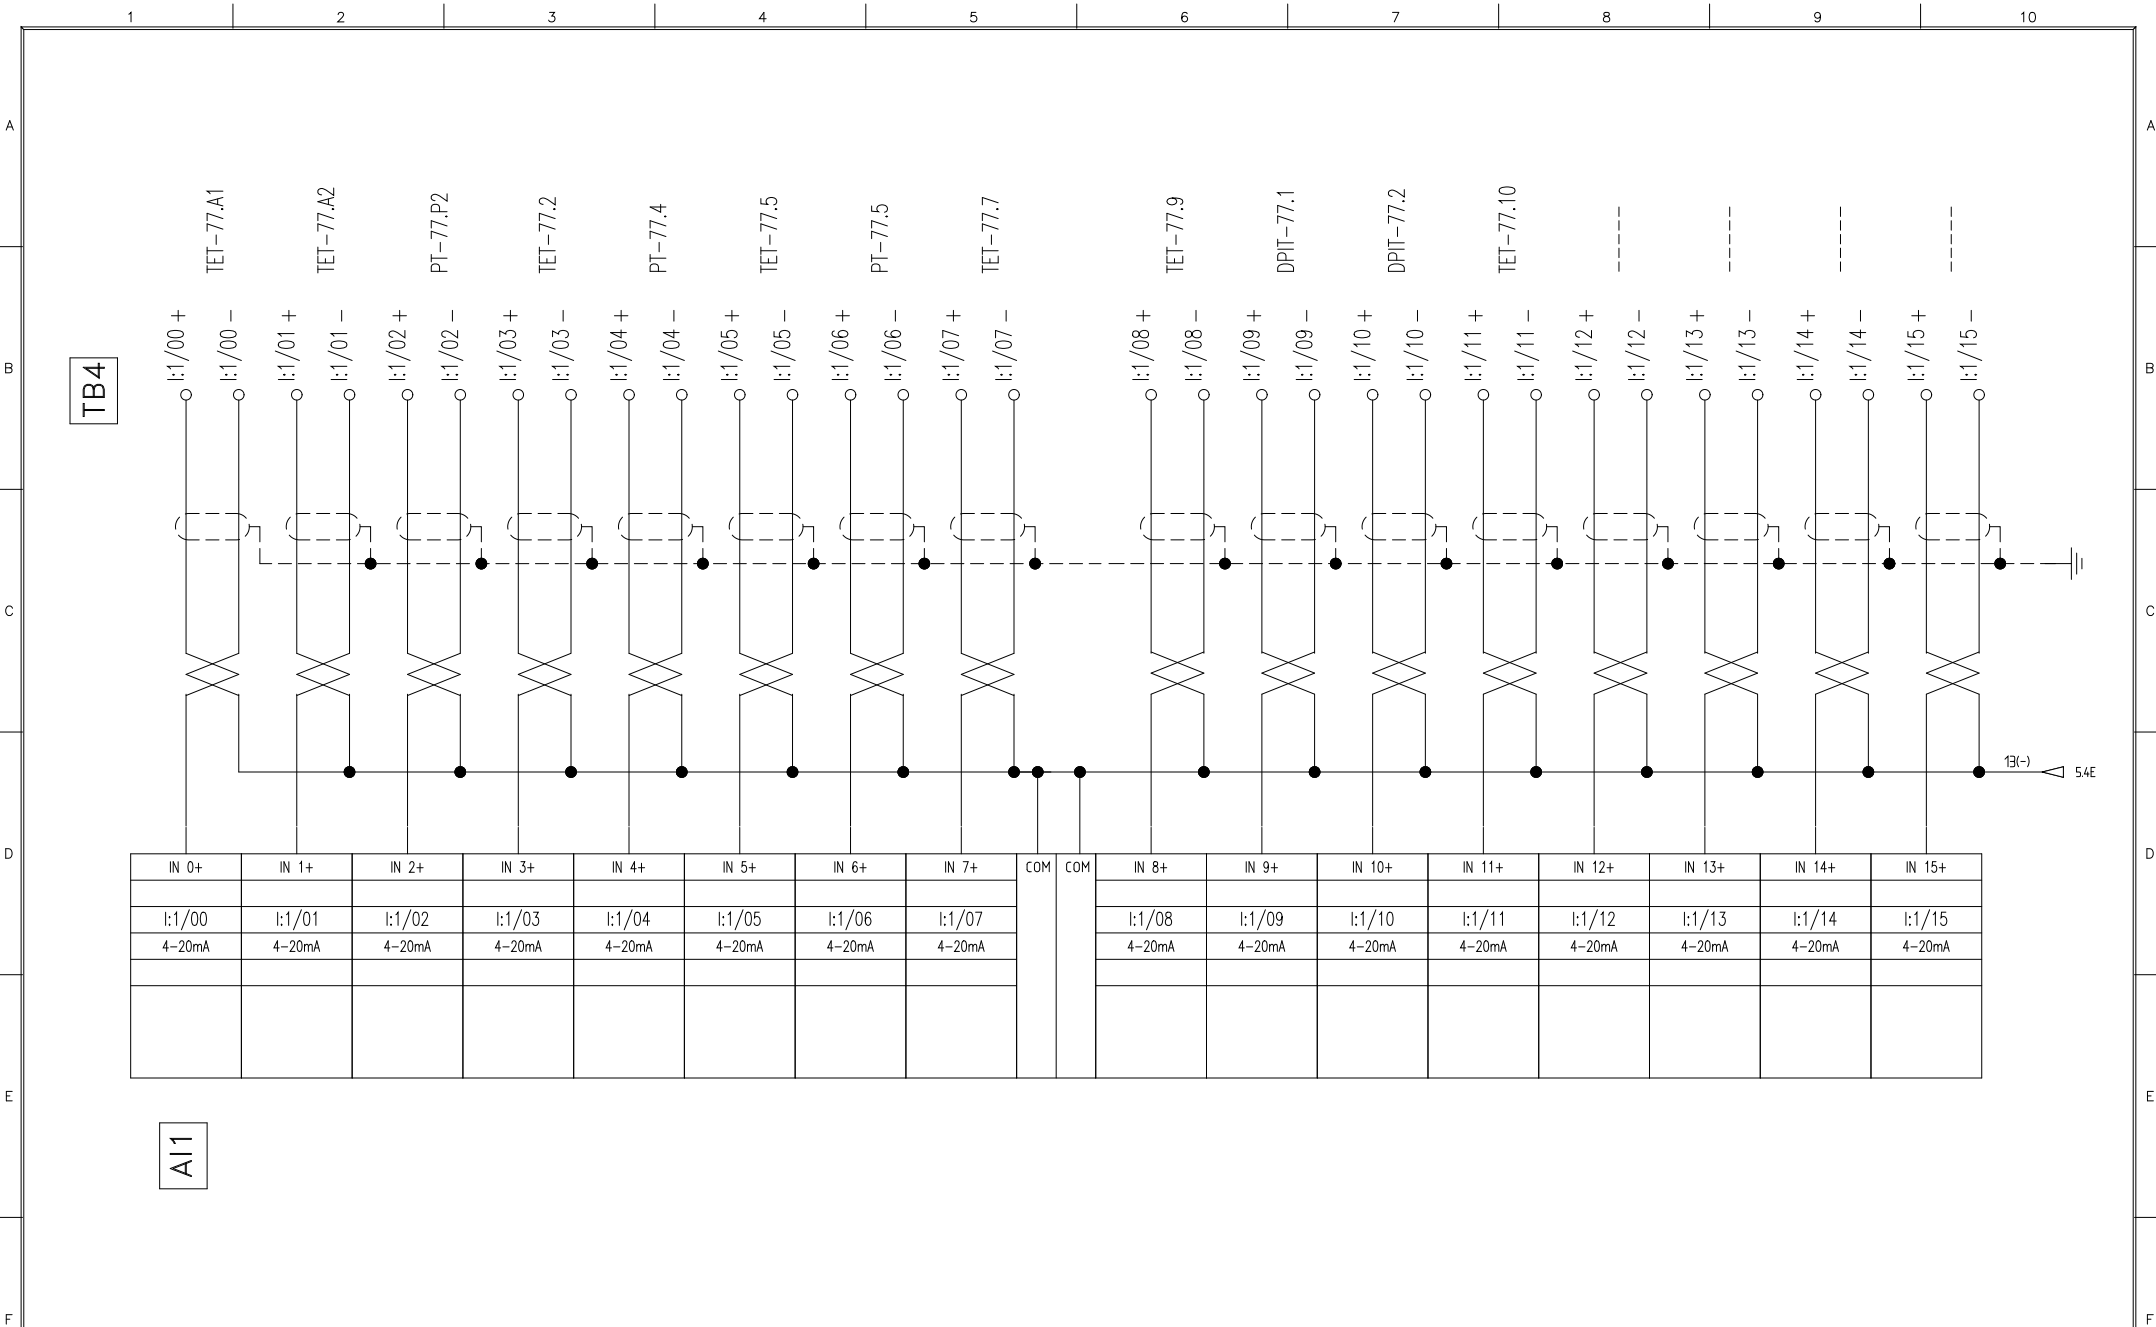 1 2 3 4 5 6 7 8 9 10
A A
TET-77.A1 TET-77.A2 PT-77.P2 TET-77.2 PT-77.4 TET-77.5 PT-77.5 TET-77.7 TET-77.9 DPIT-77.1 DPIT-77.2 TET-77.10 ------ ------ ------ ------
I:1/00 + I:1/00 - I:1/01 + I:1/01 - I:1/02 + I:1/02 - I:1/03 + I:1/03 - I:1/04 + I:1/04 - I:1/05 + I:1/05 - I:1/06 + I:1/06 - I:1/07 + I:1/07 - I:1/08 + I:1/08 - I:1/09 + I:1/09 - I:1/10 + I:1/10 - I:1/11 + I:1/11 - I:1/12 + I:1/12 - I:1/13 + I:1/13 - I:1/14 + I:1/14 - I:1/15 + I:1/15 -
B B
TB4
C C
13(-) 5.4E
D D
IN 0+ IN 1+ IN 2+ IN 3+ IN 4+ IN 5+ IN 6+ IN 7+ COM COM IN 8+ IN 9+ IN 10+ IN 11+ IN 12+ IN 13+ IN 14+ IN 15+
I:1/00 I:1/01 I:1/02 I:1/03 I:1/04 I:1/05 I:1/06 I:1/07 I:1/08 I:1/09 I:1/10 I:1/11 I:1/12 I:1/13 I:1/14 I:1/15
4-20mA 4-20mA 4-20mA 4-20mA 4-20mA 4-20mA 4-20mA 4-20mA 4-20mA 4-20mA 4-20mA 4-20mA 4-20mA 4-20mA 4-20mA 4-20mA
E E
AI1
F F